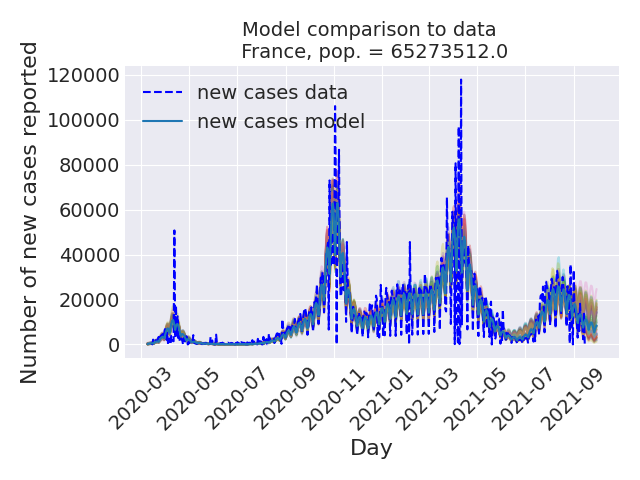 Model comparison to data
France, pop. = 65273512.0
Number of new cases reported
120000
100000
80000
60000
40000
20000
0
new cases data
new cases model
2020-03
2020-05
2020-07
2020-09
2020-11
2021-01
2021-03
2021-05
2021-07
2021-09
Day